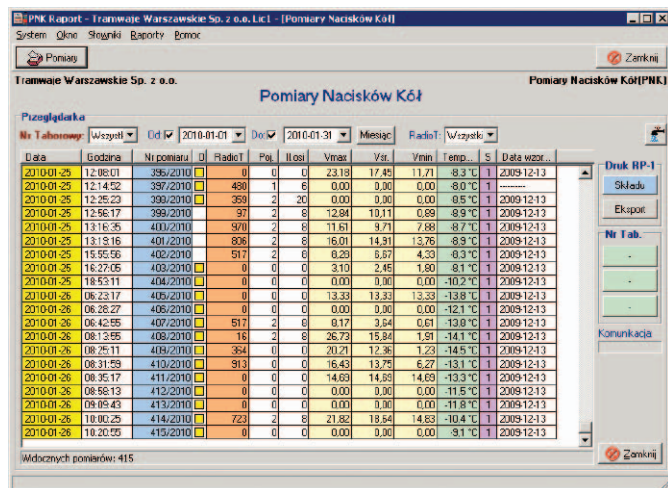 PNK Raport - Tramwaje Warszawskie Sp. z o.o. Lic1 - [Pomiary Nacisków Kół]
System Okno Słowniki Raporty Pomoc
Pomiary Zamknij
Tramwaje Warszawskie Sp. z o.o. Pomiary Nacisków Kół[PNK]
Pomiary Nacisków Kół
Przeglądarka
Nr Taborowy: Wszystki Od: 2010-01-01 Do: 2010-01-31 Miesiąc RadioT: Wszystki
Data Godzina Nr pomiaru D RadioT Poj. Il.osi Vmax Vsr. Vmin Temp... S Data wzor...
2010-01-25 12:08:01 396/2010 0 0 0 23,18 17,45 11,71 -8.3 °C 1 2009-12-13
2010-01-25 12:14:52 397/2010 480 1 6 0,00 0,00 0,00 -8.0 °C 1 ---------
2010-01-25 12:25:23 398/2010 359 2 20 0,00 0,00 0,00 -8.5 °C 1 2009-12-13
2010-01-25 12:56:17 399/2010 97 2 8 12,84 10,11 0,89 -8.9 °C 1 2009-12-13
2010-01-25 13:16:35 400/2010 970 2 8 11,61 9,71 7,88 -8.7 °C 1 2009-12-13
2010-01-25 13:19:16 401/2010 806 2 8 16,01 14,91 13,76 -8.9 °C 1 2009-12-13
2010-01-25 15:55:56 402/2010 517 2 8 8,28 6,67 4,33 -8.3 °C 1 2009-12-13
2010-01-25 16:27:05 403/2010 0 0 0 3,10 2,45 1,80 -8.1 °C 1 2009-12-13
2010-01-25 18:53:11 404/2010 0 0 0 0,00 0,00 0,00 -10.2 °C 1 2009-12-13
2010-01-26 06:23:17 405/2010 0 0 0 13,33 13,33 13,33 -13.8 °C 1 2009-12-13
2010-01-26 06:28:27 406/2010 0 0 0 0,00 0,00 0,00 -12.1 °C 1 2009-12-13
2010-01-26 06:42:55 407/2010 517 2 8 8,17 3,64 0,61 -13.8 °C 1 2009-12-13
2010-01-26 08:13:55 408/2010 16 2 8 26,73 15,84 1,91 -14.1 °C 1 2009-12-13
2010-01-26 08:25:11 409/2010 364 0 0 20,21 12,36 1,23 -14.5 °C 1 2009-12-13
2010-01-26 08:31:59 410/2010 913 0 0 16,43 13,75 6,27 -13.1 °C 1 2009-12-13
2010-01-26 08:35:17 411/2010 0 0 0 14,69 14,69 14,69 -13.3 °C 1 2009-12-13
2010-01-26 08:58:13 412/2010 0 0 0 0,00 0,00 0,00 -11.5 °C 1 2009-12-13
2010-01-26 09:09:43 413/2010 0 0 0 0,00 0,00 0,00 -11.8 °C 1 2009-12-13
2010-01-26 10:00:25 414/2010 723 2 8 21,82 18,64 14,83 -10.4 °C 1 2009-12-13
2010-01-26 10:20:55 415/2010 0 0 0 0,00 0,00 0,00 -9.1 °C 1 2009-12-13
Druk RP-1
Składu
Eksport
Nr Tab.
-
-
-
Komunikacja
Widocznych pomiarów: 415
Zamknij